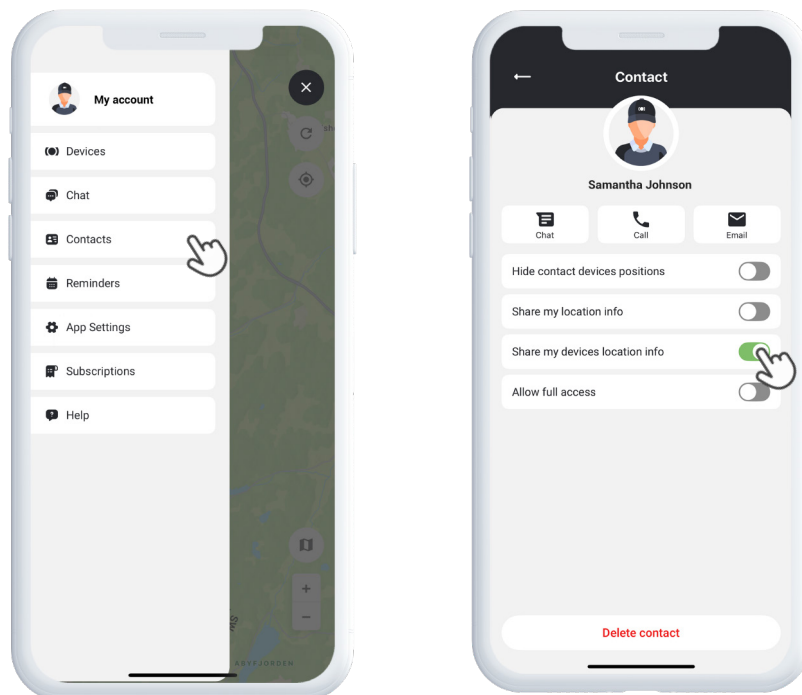 My account
Devices
Chat
Contacts
Reminders
App Settings
Subscriptions
Help
Contact
Samantha Johnson
Chat
Call
Email
Hide contact devices positions
Share my location info
Share my devices location info
Allow full access
Delete contact